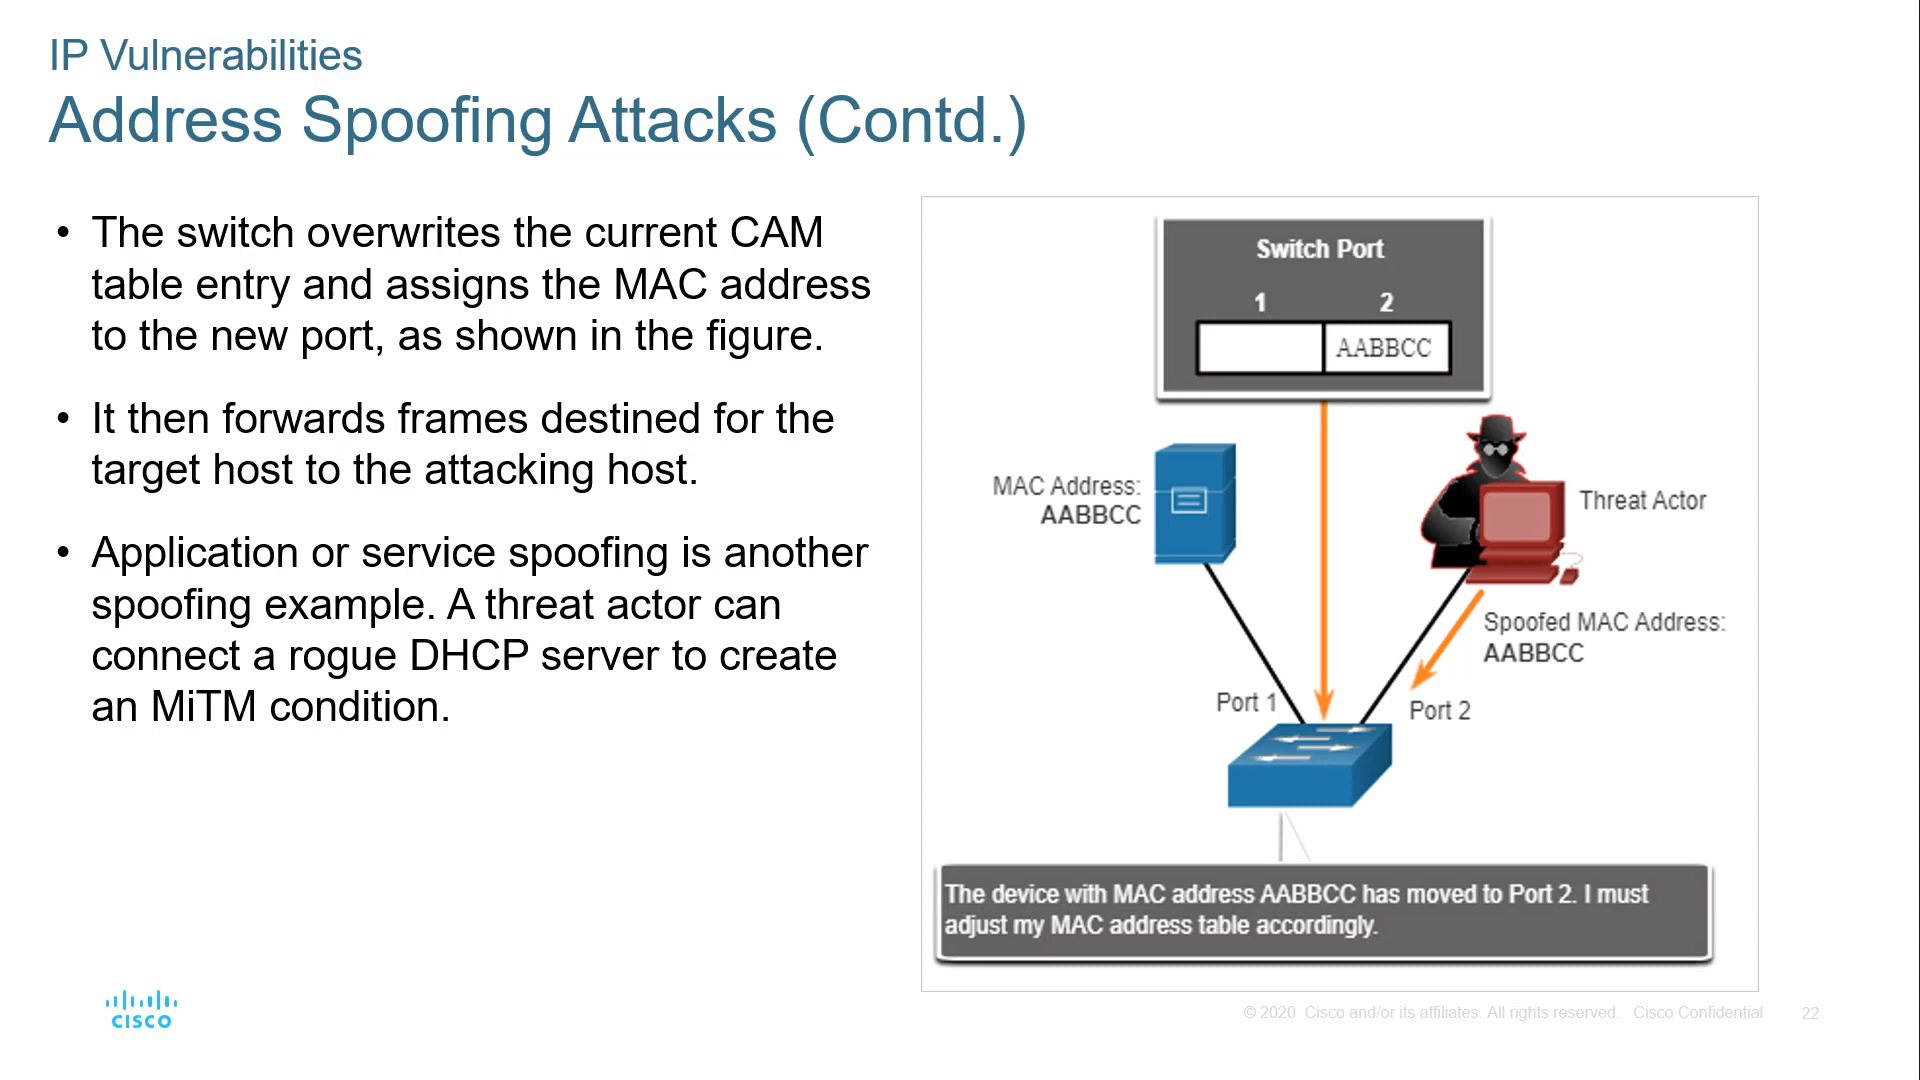 IP Vulnerabilities
Address Spoofing Attacks (Contd.)
• The switch overwrites the current CAM
table entry and assigns the MAC address
to the new port, as shown in the figure.
• It then forwards frames destined for the
target host to the attacking host.
• Application or service spoofing is another
spoofing example. A threat actor can
connect a rogue DHCP server to create
an MiTM condition.
Switch Port
1 2
AABBCC
MAC Address:
AABBCC
Threat Actor
Spoofed MAC Address:
AABBCC
Port 1
Port 2
The device with MAC address AABBCC has moved to Port 2. I must
adjust my MAC address table accordingly.
CISCO
© 2020 Cisco and/or its affiliates. All rights reserved. Cisco Confidential
22